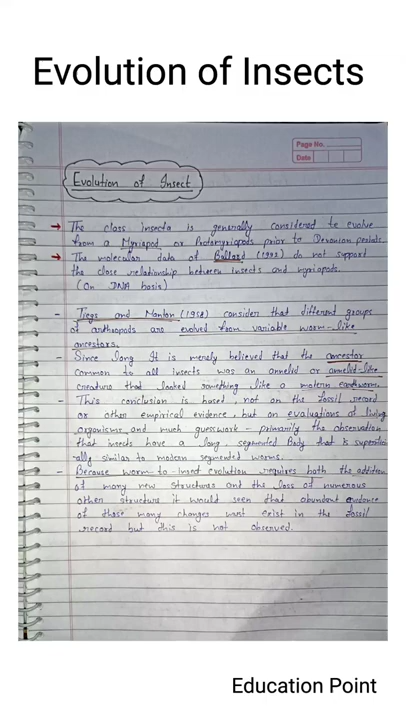 Evolution of Insects
Page No.
Date
Evolution of Insect
→ The class insecta is generally considered to evolve
from a Myriapod or Protomyriapods prior to Devonian periods.
→ The molecular data of Ballard (1992) do not support
the close relationship between insects and myriapods.
(On DNA basis)
- Tiegs and Manton (1958) consider that different groups
of arthropods are evolved from variable worm-like
ancestors.
- Since long It is merely believed that the ancestor
common to all insects was an annelid or annelid-like
creature that looked something like a modern earthworm.
- This conclusion is based, not on the fossil record
or other empirical evidence, but on evaluations of living
organisms and much guesswork - primarily the observation
that insects have a long, segmented Body that is superfici
-ally similar to modern segmented worms.
- Because worm-to-insect evolution requires both the addition
of many new structures and the loss of numerous
other structure it would seen that abundant evidence
of those many changes must exist in the fossil
record but this is not observed.
Education Point